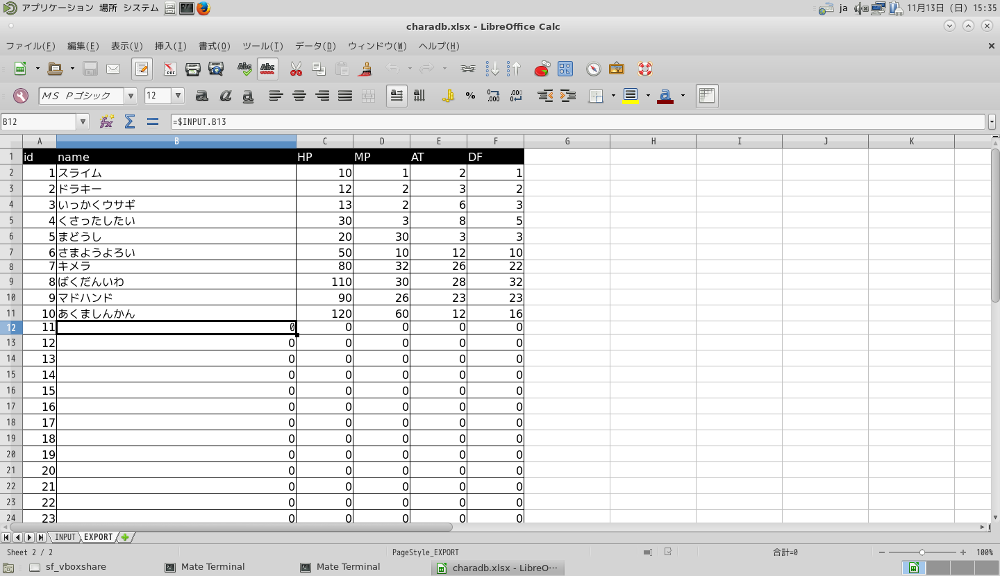 アプリケーション 場所 システム ja 11月13日 (日) 15:35
charadb.xlsx - LibreOffice Calc
ファイル(F) 編集(E) 表示(V) 挿入(I) 書式(O) ツール(T) データ(D) ウィンドウ(W) ヘルプ(H)
MS Pゴシック 12
B12 =$INPUT.B13
A B C D E F G H I J K
1 id name HP MP AT DF
2 1 スライム 10 1 2 1
3 2 ドラキー 12 2 3 2
4 3 いっかくウサギ 13 2 6 3
5 4 くさったしたい 30 3 8 5
6 5 まどうし 20 30 3 3
7 6 さまようよろい 50 10 12 10
8 7 キメラ 80 32 26 22
9 8 ばくだんいわ 110 30 28 32
10 9 マドハンド 90 26 23 23
11 10 あくましんかん 120 60 12 16
12 11 0 0 0 0 0
13 12 0 0 0 0 0
14 13 0 0 0 0 0
15 14 0 0 0 0 0
16 15 0 0 0 0 0
17 16 0 0 0 0 0
18 17 0 0 0 0 0
19 18 0 0 0 0 0
20 19 0 0 0 0 0
21 20 0 0 0 0 0
22 21 0 0 0 0 0
23 22 0 0 0 0 0
24 23 0 0 0 0 0
INPUT EXPORT
Sheet 2 / 2 PageStyle_EXPORT 合計=0 100%
sf_vboxshare Mate Terminal Mate Terminal charadb.xlsx - LibreO…